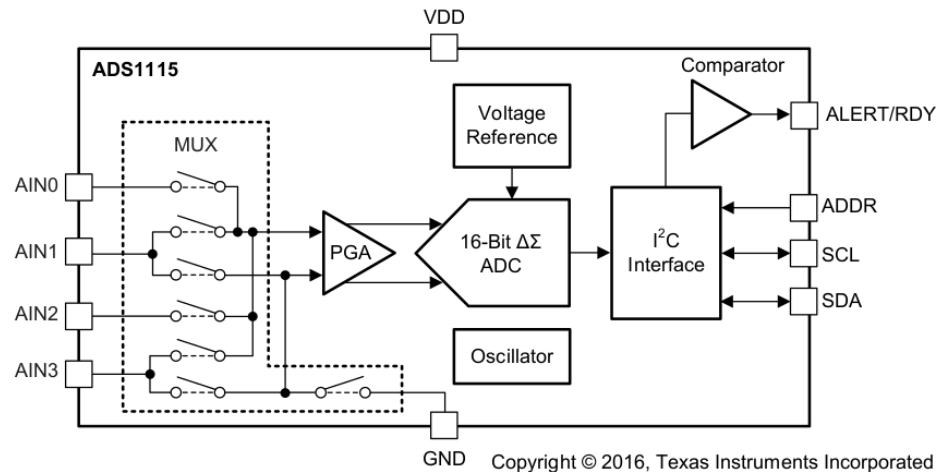 VDD
ADS1115
Comparator
Voltage
Reference
ALERT/RDY
MUX
AIN0
ADDR
AIN1
PGA
16-Bit ΔΣ
ADC
I²C
Interface
SCL
SDA
AIN2
Oscillator
AIN3
GND
Copyright © 2016, Texas Instruments Incorporated